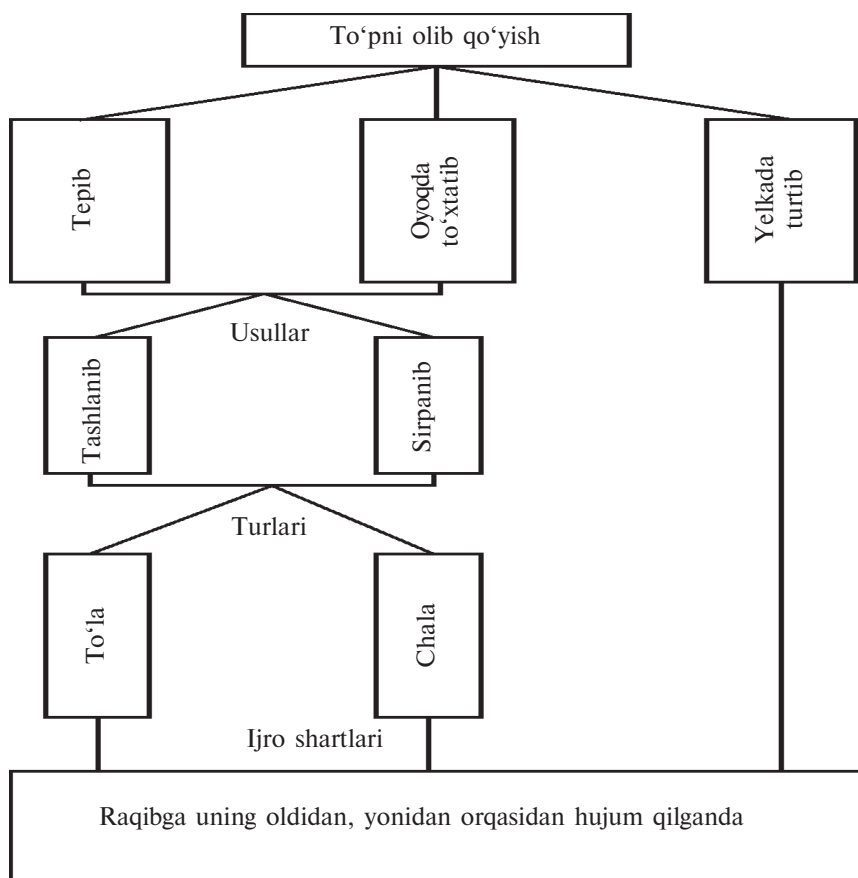 To‘pni olib qo‘yish
Tepib
Oyoqda
to‘xtatib
Yelkada
turtib
Usullar
Tashlanib
Sirpanib
Turlari
To‘la
Chala
Ijro shartlari
Raqibga uning oldidan, yonidan orqasidan hujum qilganda